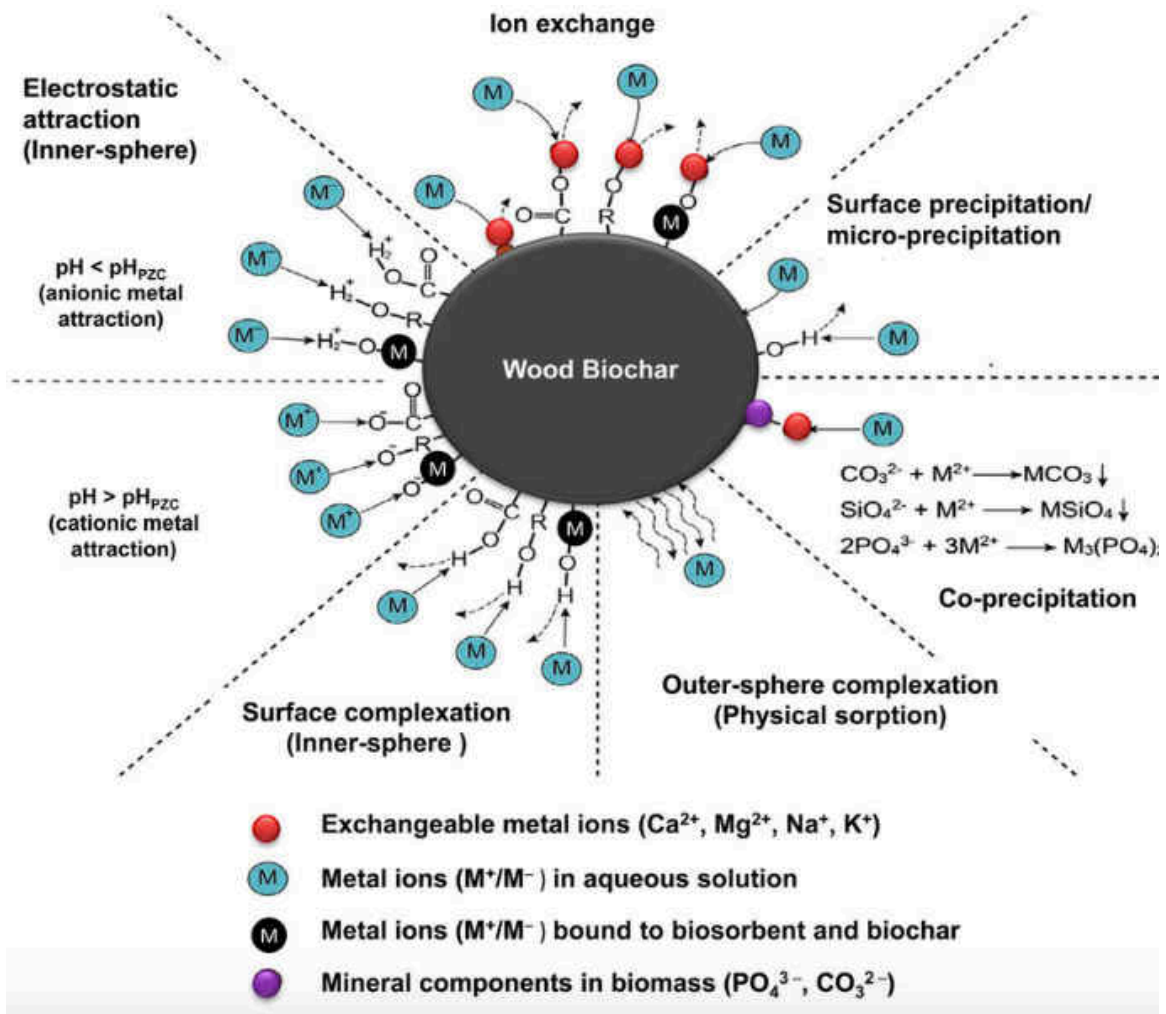 Ion exchange
Electrostatic
attraction
(Inner-sphere)
Surface precipitation/
micro-precipitation
pH < pHPZC
(anionic metal
attraction)
Wood Biochar
pH > pHPZC
(cationic metal
attraction)
CO₃²⁻ + M²⁺ → MCO₃ ↓
SiO₄²⁻ + M²⁺ → MSiO₄ ↓
2PO₄³⁻ + 3M²⁺ → M₃(PO₄)₂
Co-precipitation
Outer-sphere complexation
(Physical sorption)
Surface complexation
(Inner-sphere )
Exchangeable metal ions (Ca²⁺, Mg²⁺, Na⁺, K⁺)
M Metal ions (M⁺/M⁻ ) in aqueous solution
M Metal ions (M⁺/M⁻ ) bound to biosorbent and biochar
Mineral components in biomass (PO₄³⁻, CO₃²⁻)